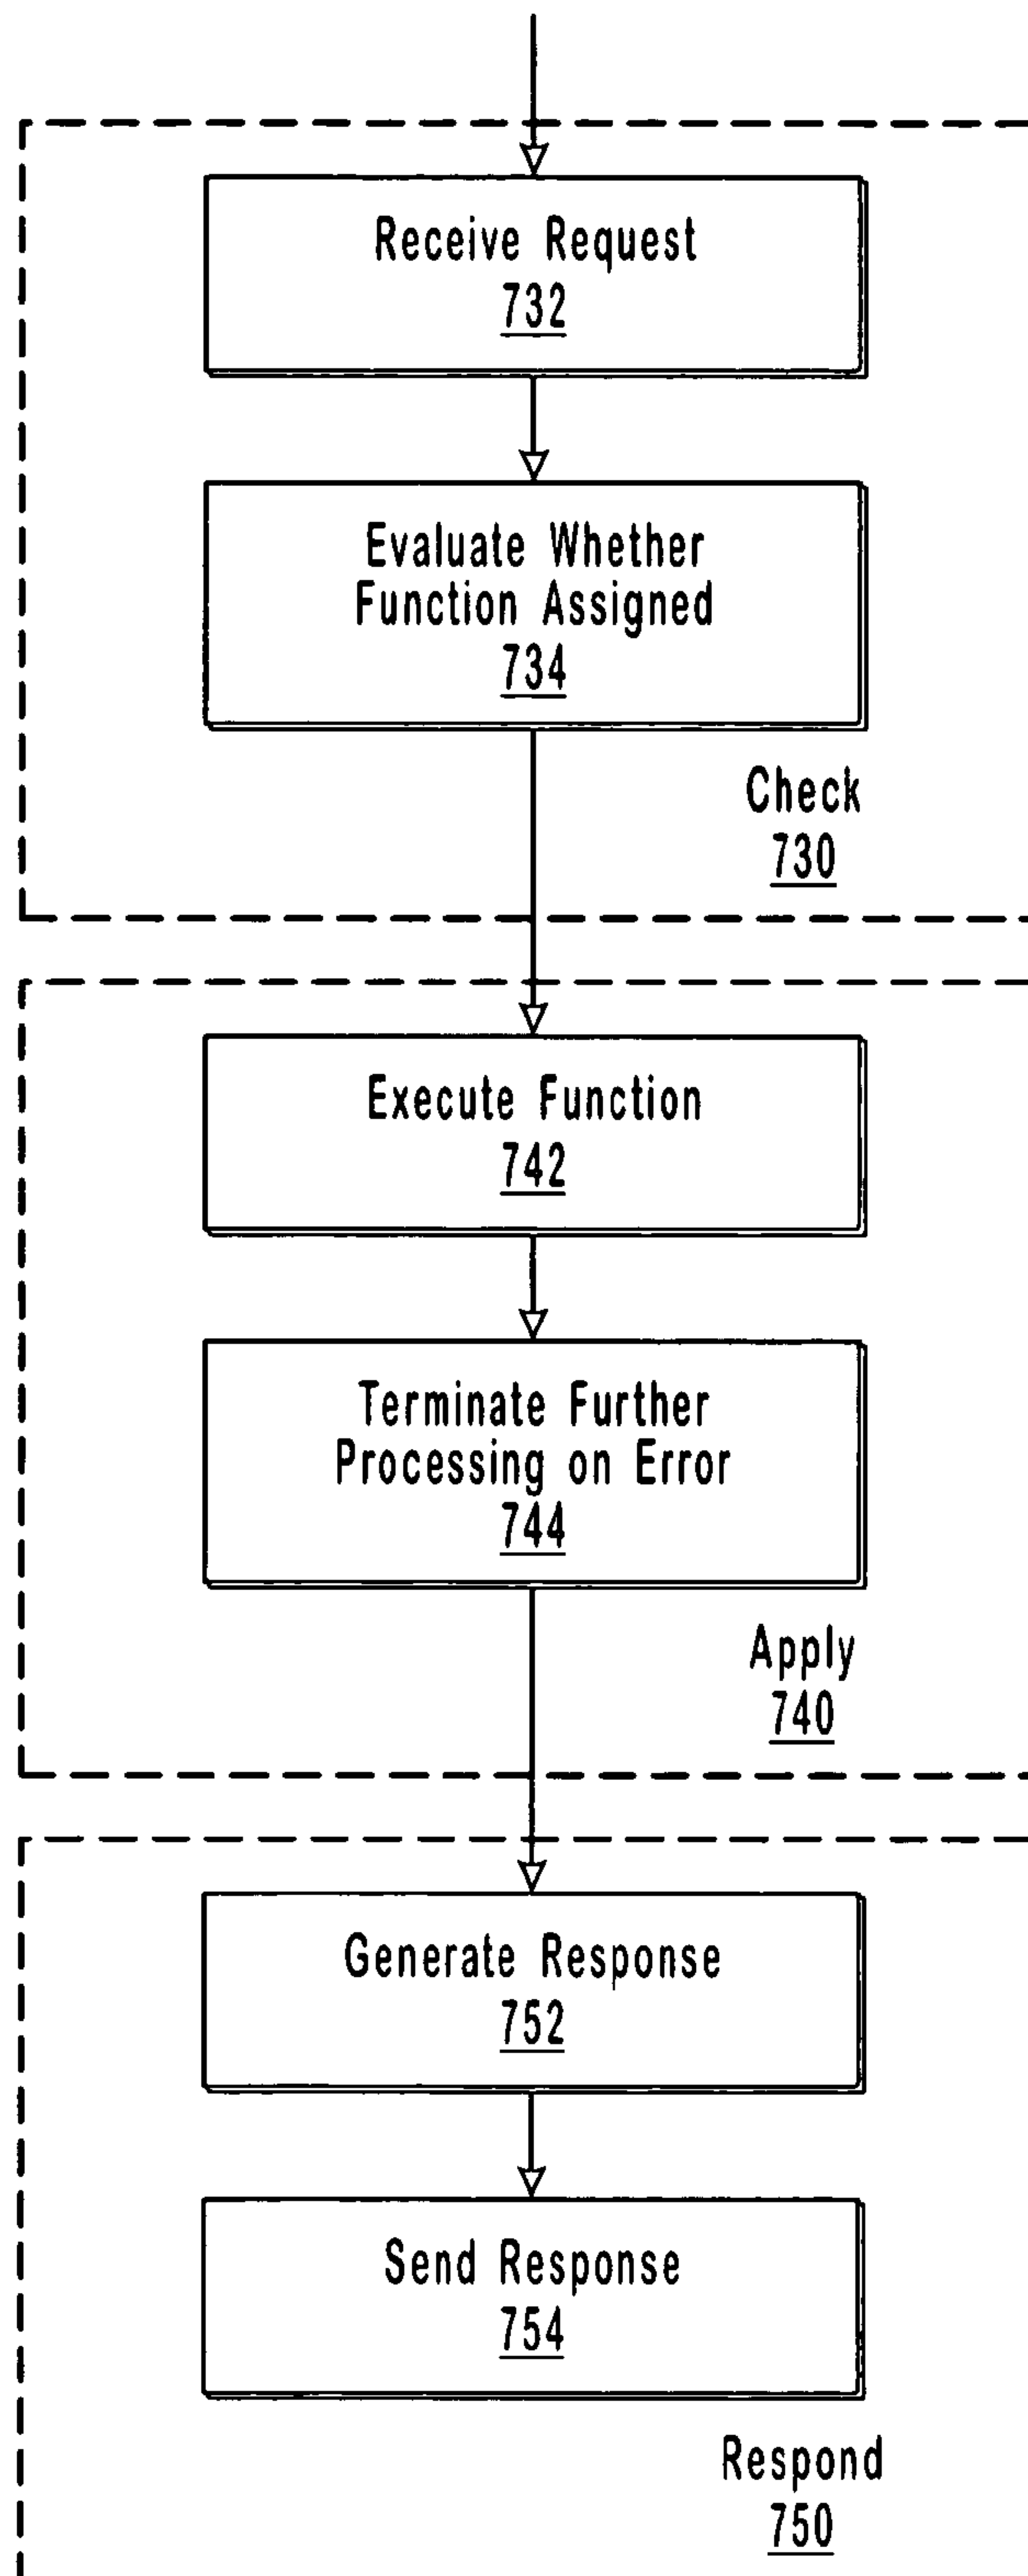 Receive Request
732
Evaluate Whether
Function Assigned
734
Check
730
Execute Function
742
Terminate Further
Processing on Error
744
Apply
740
Generate Response
752
Send Response
754
Respond
750